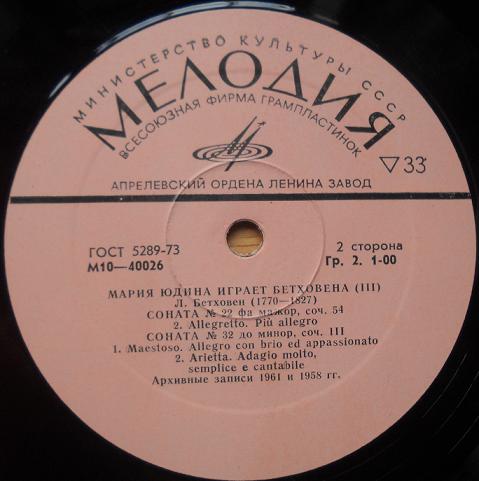 МИНИСТЕРСТВО КУЛЬТУРЫ СССР
МЕЛОДИЯ
ВСЕСОЮЗНАЯ ФИРМА ГРАМПЛАСТИНОК
▽33
АПРЕЛЕВСКИЙ ОРДЕНА ЛЕНИНА ЗАВОД
ГОСТ 5289-73 2 сторона
М10—40026 Гр. 2. 1-00
МАРИЯ ЮДИНА ИГРАЕТ БЕТХОВЕНА (III)
Л. Бетховен (1770—1827)
СОНАТА № 22 фа мажор, соч. 54
2. Allegretto. Più allegro
СОНАТА № 32 до минор, соч. III
1. Maestoso. Allegro con brio ed appassionato
2. Arietta. Adagio molto,
semplice e cantabile
Архивные записи 1961 и 1958 гг.